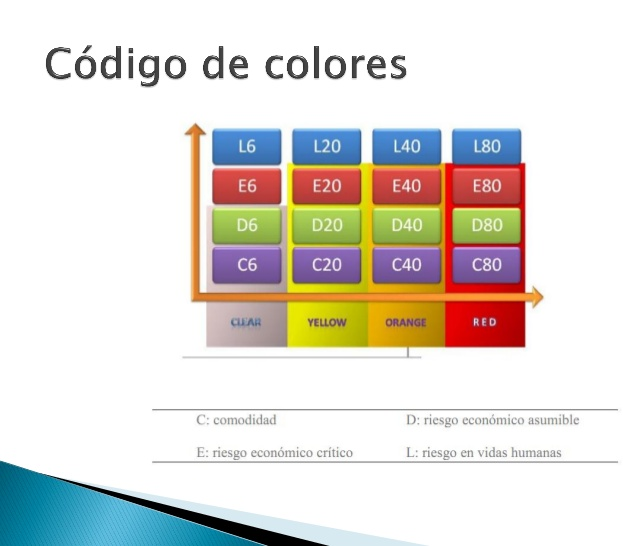 Código de colores
L6 L20 L40 L80
E6 E20 E40 E80
D6 D20 D40 D80
C6 C20 C40 C80
CLEAR YELLOW ORANGE RED
C: comodidad D: riesgo económico asumible
E: riesgo económico crítico L: riesgo en vidas humanas